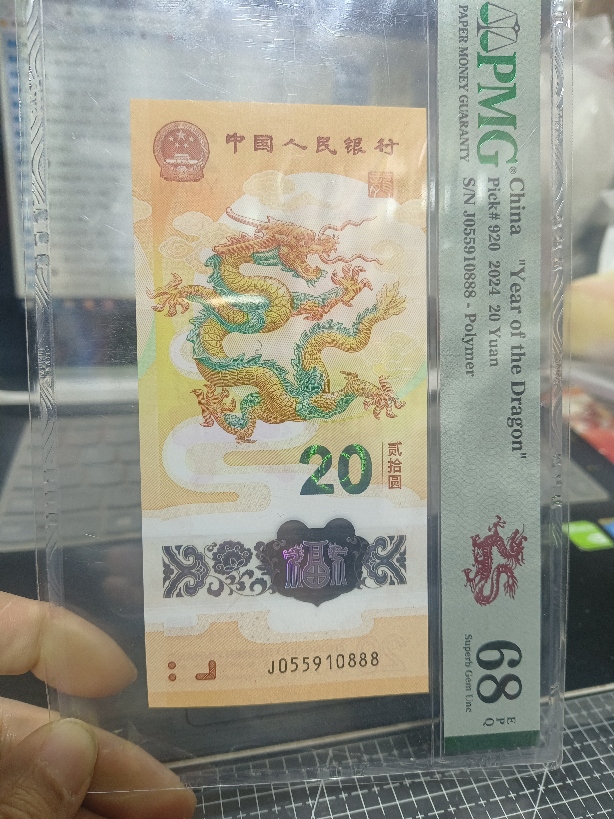 中国人民银行
20
贰拾圆
福
J055910888
PMG®
PAPER MONEY GUARANTY
China "Year of the Dragon"
Pick# 920 2024 20 Yuan
S/N J055910888 - Polymer
68 EPQ
Superb Gem Unc